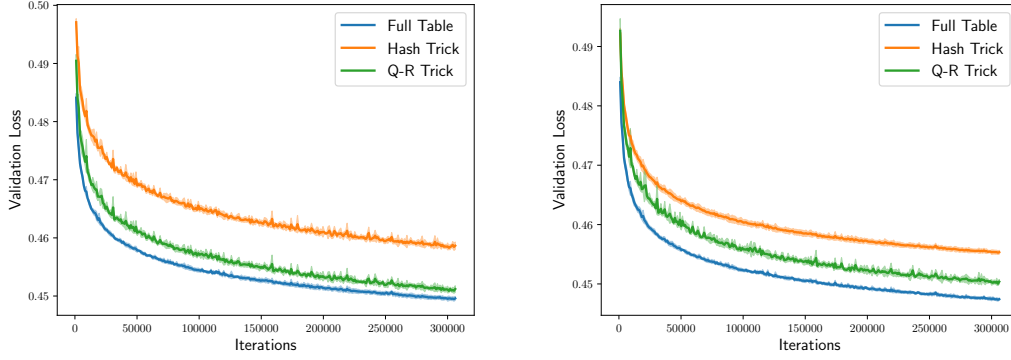 0.50
0.49
0.48
0.47
0.46
0.45
Validation Loss
0 50000 100000 150000 200000 250000 300000
Iterations
Full Table
Hash Trick
Q-R Trick
0.49
0.48
0.47
0.46
0.45
Validation Loss
0 50000 100000 150000 200000 250000 300000
Iterations
Full Table
Hash Trick
Q-R Trick